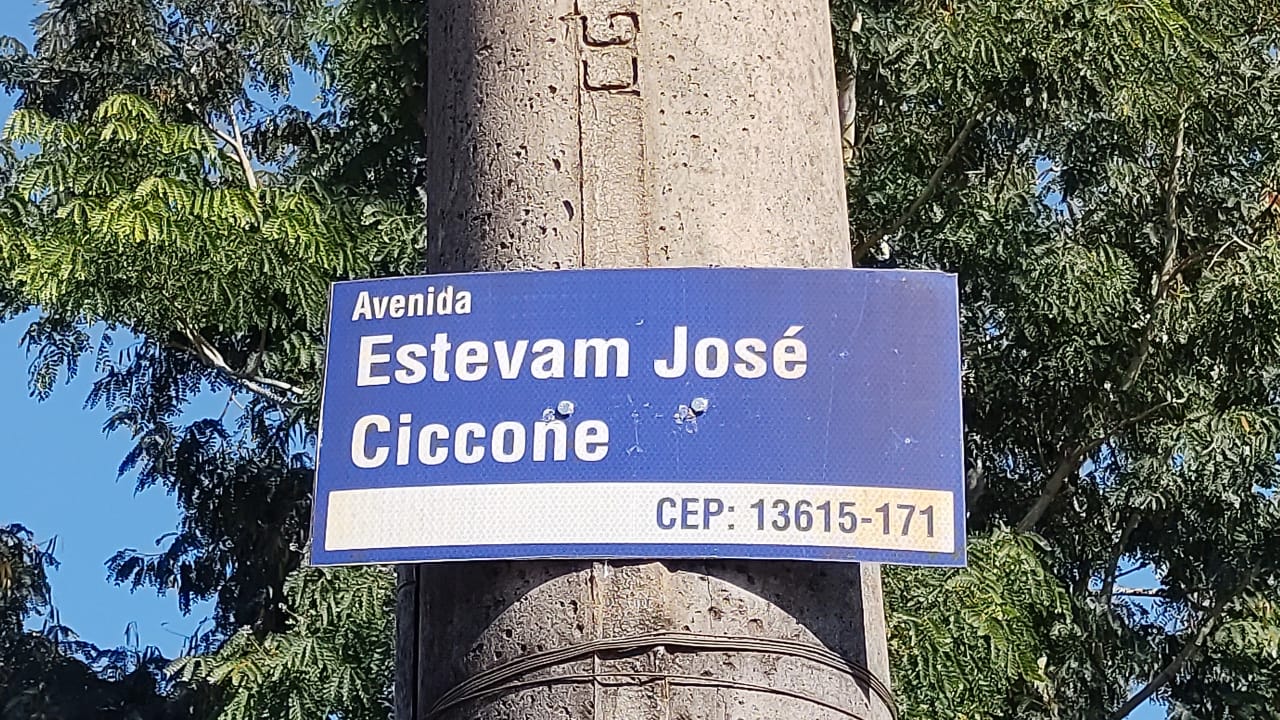 Avenida
Estevam José
Ciccone
CEP: 13615-171